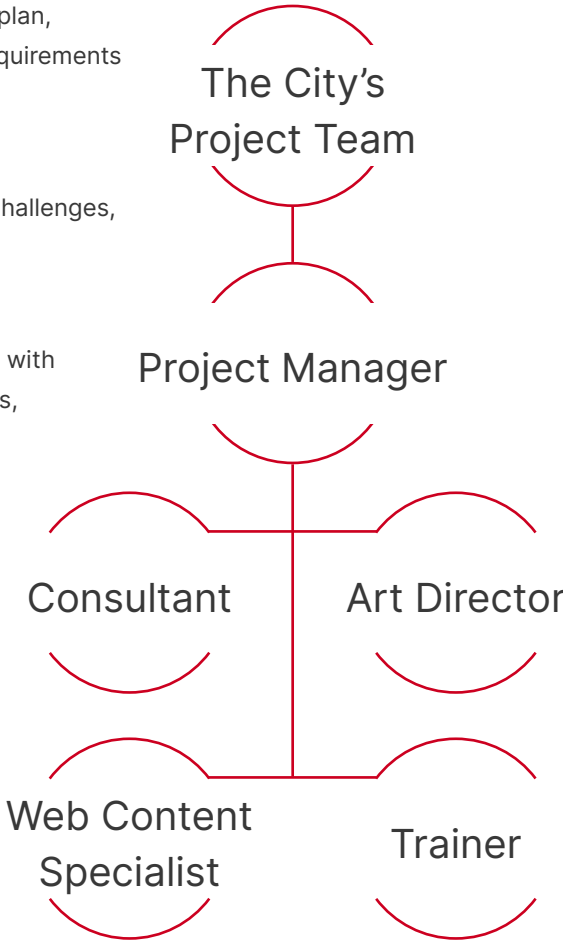 plan,
quirements
hallenges,
with
s,
The City's
Project Team
Project Manager
Consultant
Art Director
Web Content
Specialist
Trainer